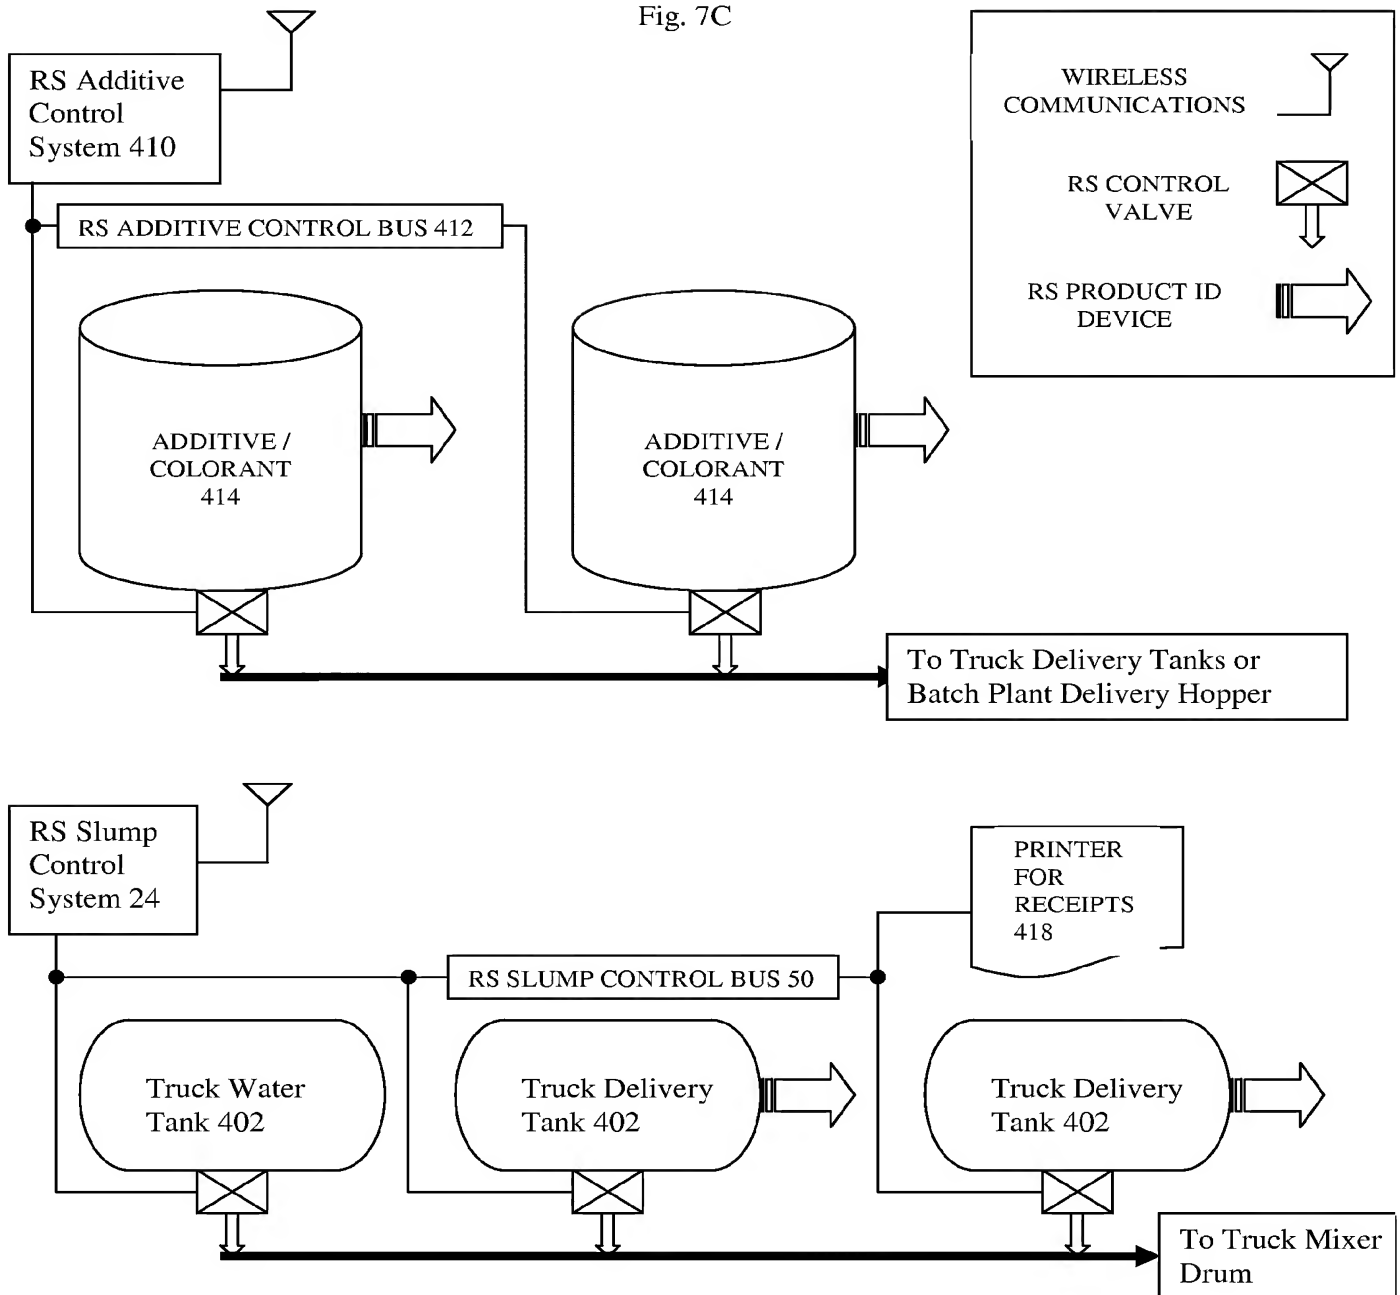 Fig. 7C
RS Additive
Control
System 410
WIRELESS
COMMUNICATIONS
RS CONTROL
VALVE
RS PRODUCT ID
DEVICE
RS ADDITIVE CONTROL BUS 412
ADDITIVE /
COLORANT
414
ADDITIVE /
COLORANT
414
To Truck Delivery Tanks or
Batch Plant Delivery Hopper
RS Slump
Control
System 24
PRINTER
FOR
RECEIPTS
418
RS SLUMP CONTROL BUS 50
Truck Water
Tank 402
Truck Delivery
Tank 402
Truck Delivery
Tank 402
To Truck Mixer
Drum